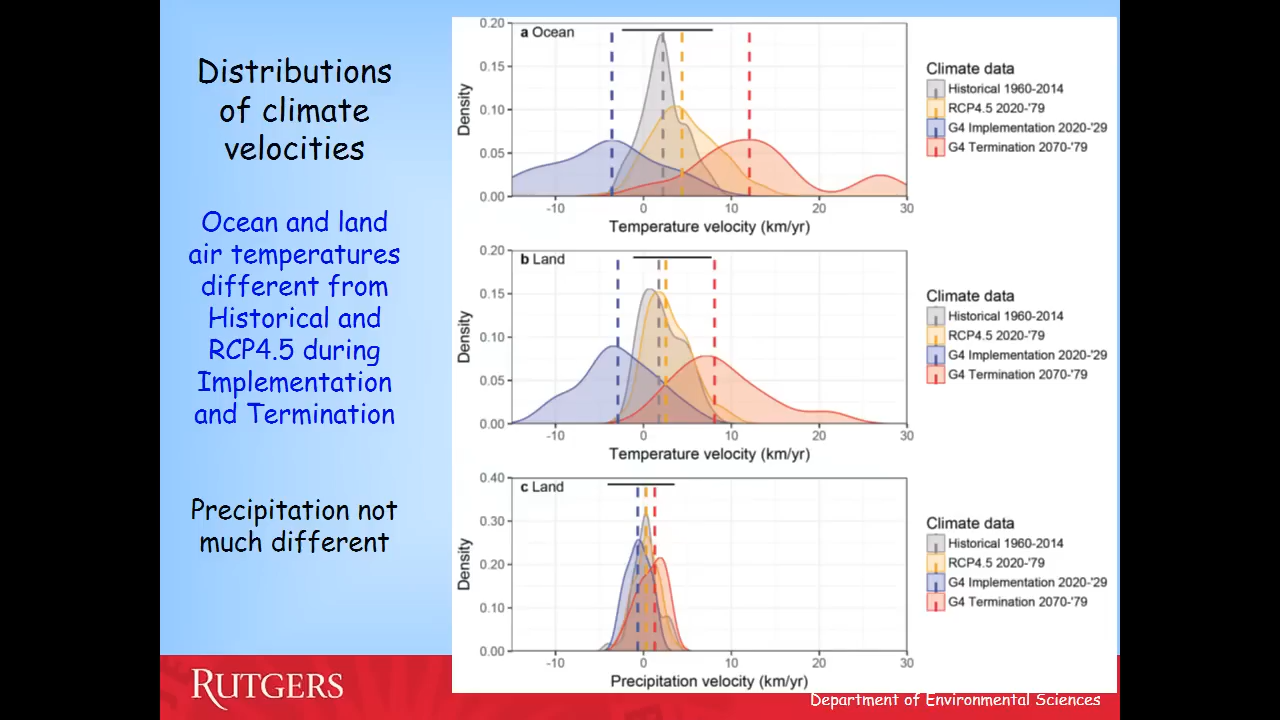 Distributions
of climate
velocities
Ocean and land
air temperatures
different from
Historical and
RCP4.5 during
Implementation
and Termination
Precipitation not
much different
a Ocean
Density
0.20
0.15
0.10
0.05
0.00
-10 0 10 20 30
Temperature velocity (km/yr)
Climate data
Historical 1960-2014
RCP4.5 2020-'79
G4 Implementation 2020-'29
G4 Termination 2070-'79
b Land
Density
0.20
0.15
0.10
0.05
0.00
-10 0 10 20 30
Temperature velocity (km/yr)
Climate data
Historical 1960-2014
RCP4.5 2020-'79
G4 Implementation 2020-'29
G4 Termination 2070-'79
c Land
Density
0.40
0.30
0.20
0.10
0.00
-10 0 10 20 30
Precipitation velocity (km/yr)
Climate data
Historical 1960-2014
RCP4.5 2020-'79
G4 Implementation 2020-'29
G4 Termination 2070-'79
RUTGERS
Department of Environmental Sciences